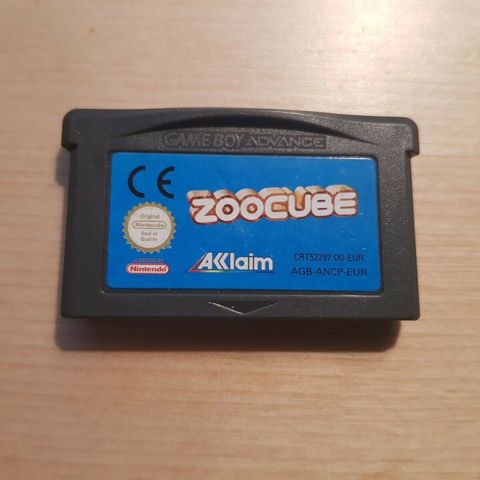 GAME BOY ADVANCE
CE
ZOOCUBE
Original
Nintendo
Seal of
Quality
LICENSED BY
Nintendo
AKlaim
CRT52297.00-EUR
AGB-ANCP-EUR